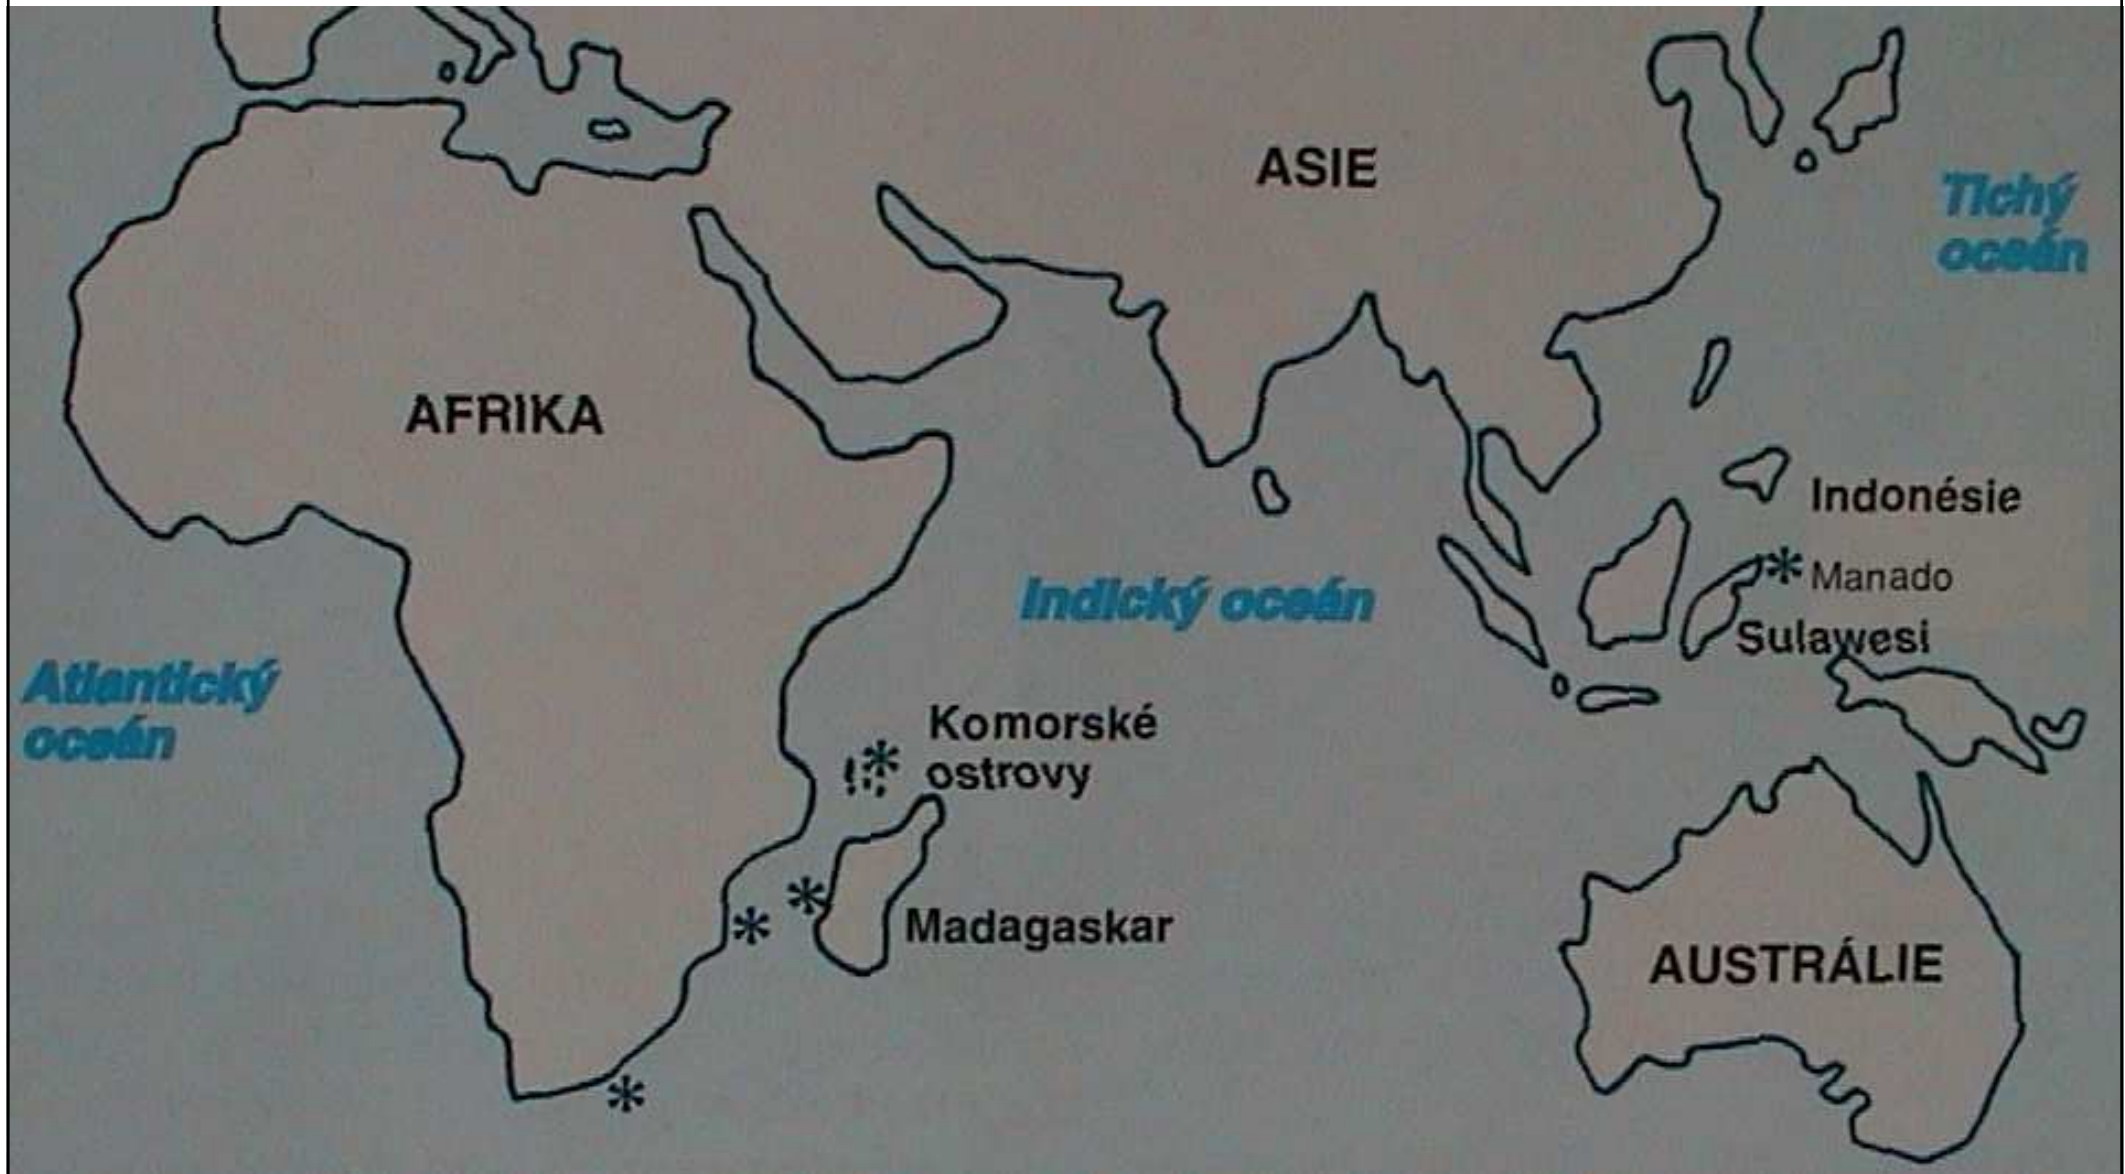 ASIE
Tichý
oceán
AFRIKA
Indonésie
* Manado
Sulawesi
Indický oceán
Atlantický
oceán
Komorské
ostrovy
Madagaskar
AUSTRÁLIE